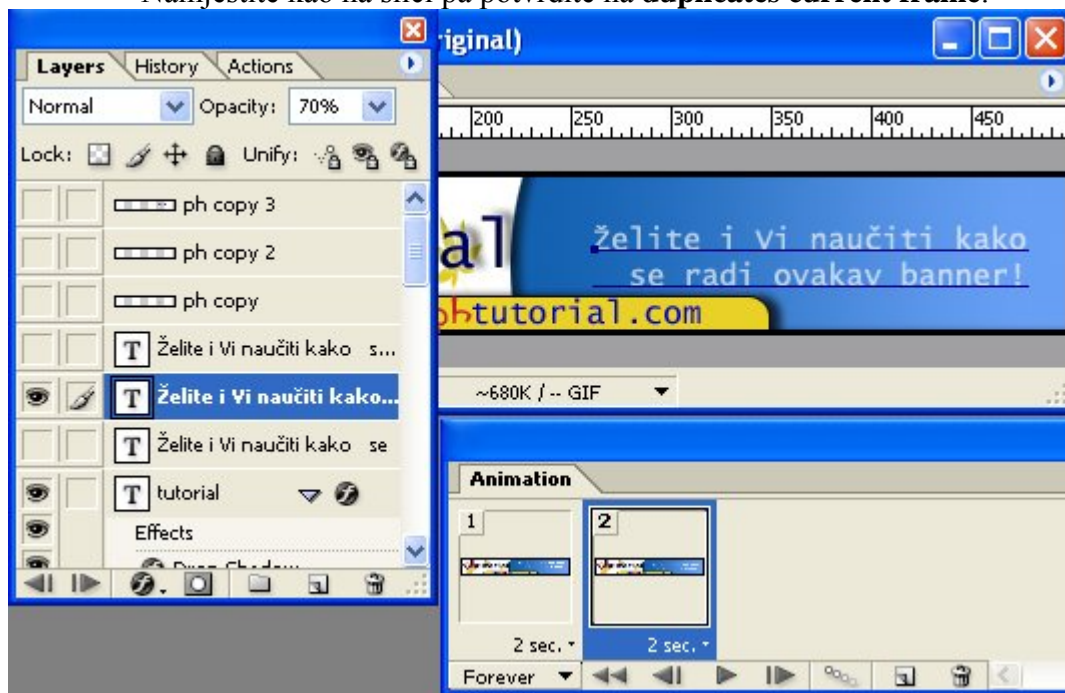 Namjestite kao na slici pa potvrdite na duplicates current frame.
riginal)
Layers History Actions
Normal Opacity: 70%
Lock: Unify:
ph copy 3
ph copy 2
ph copy
Želite i Vi naučiti kako s...
Želite i Vi naučiti kako...
Želite i Vi naučiti kako se
tutorial
Effects
Drop Shadow
200 250 300 350 400 450
al
Želite i Vi naučiti kako
se radi ovakav banner!
phtutorial.com
~680K / -- GIF
Animation
1 2
2 sec. 2 sec.
Forever